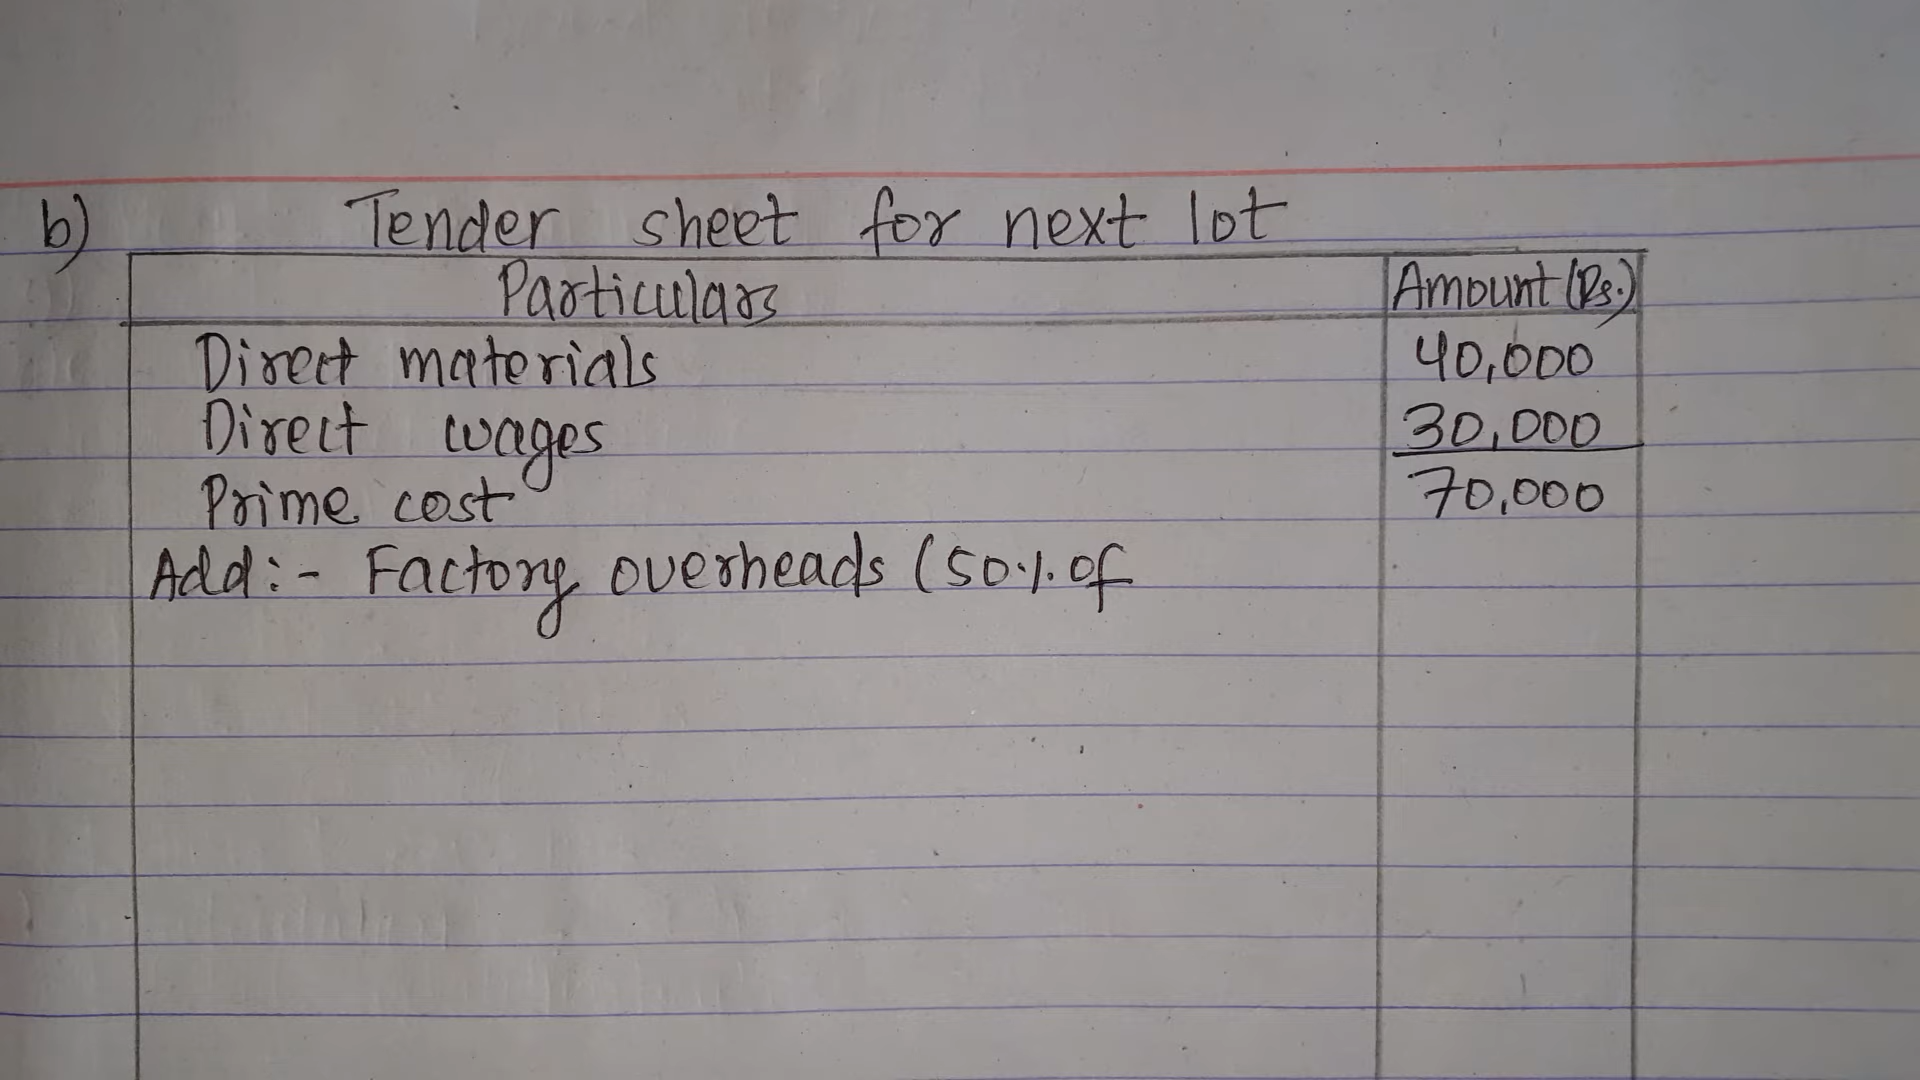 b) Tender sheet for next lot
Particulars Amount (Rs.)
Direct materials 40,000
Direct wages 30,000
Prime cost 70,000
Add:- Factory overheads (50% of